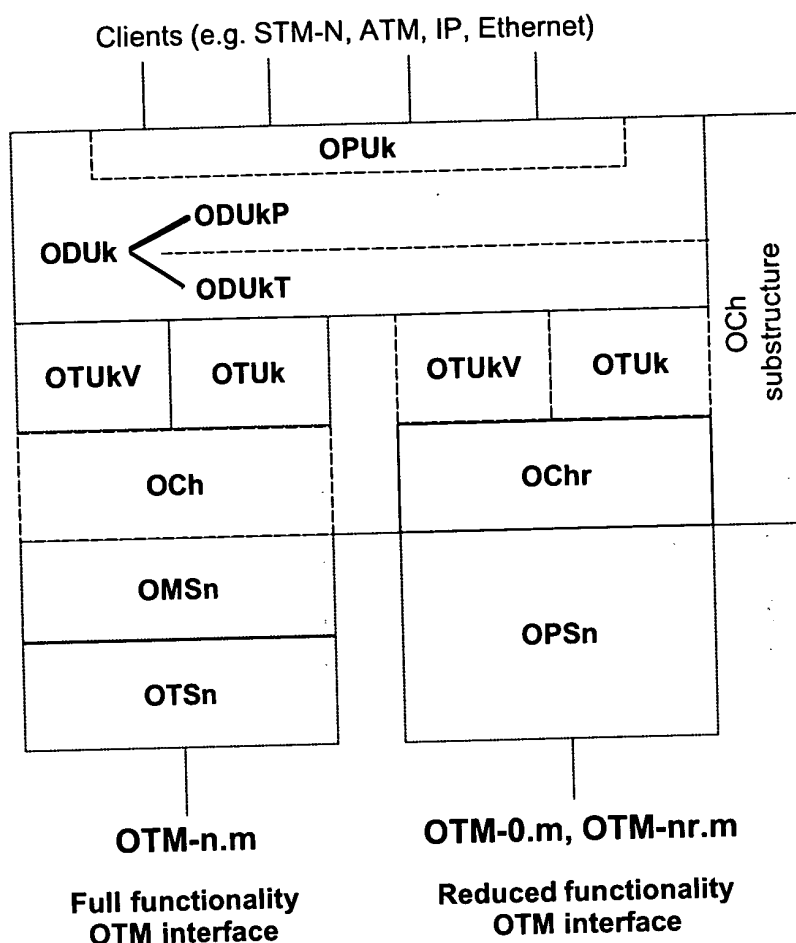 Clients (e.g. STM-N, ATM, IP, Ethernet)
OPUk
ODUkP
ODUk
ODUkT
OCh
substructure
OTUkV
OTUk
OTUkV
OTUk
OCh
OChr
OMSn
OPSn
OTSn
OTM-n.m
OTM-0.m, OTM-nr.m
Full functionality
OTM interface
Reduced functionality
OTM interface